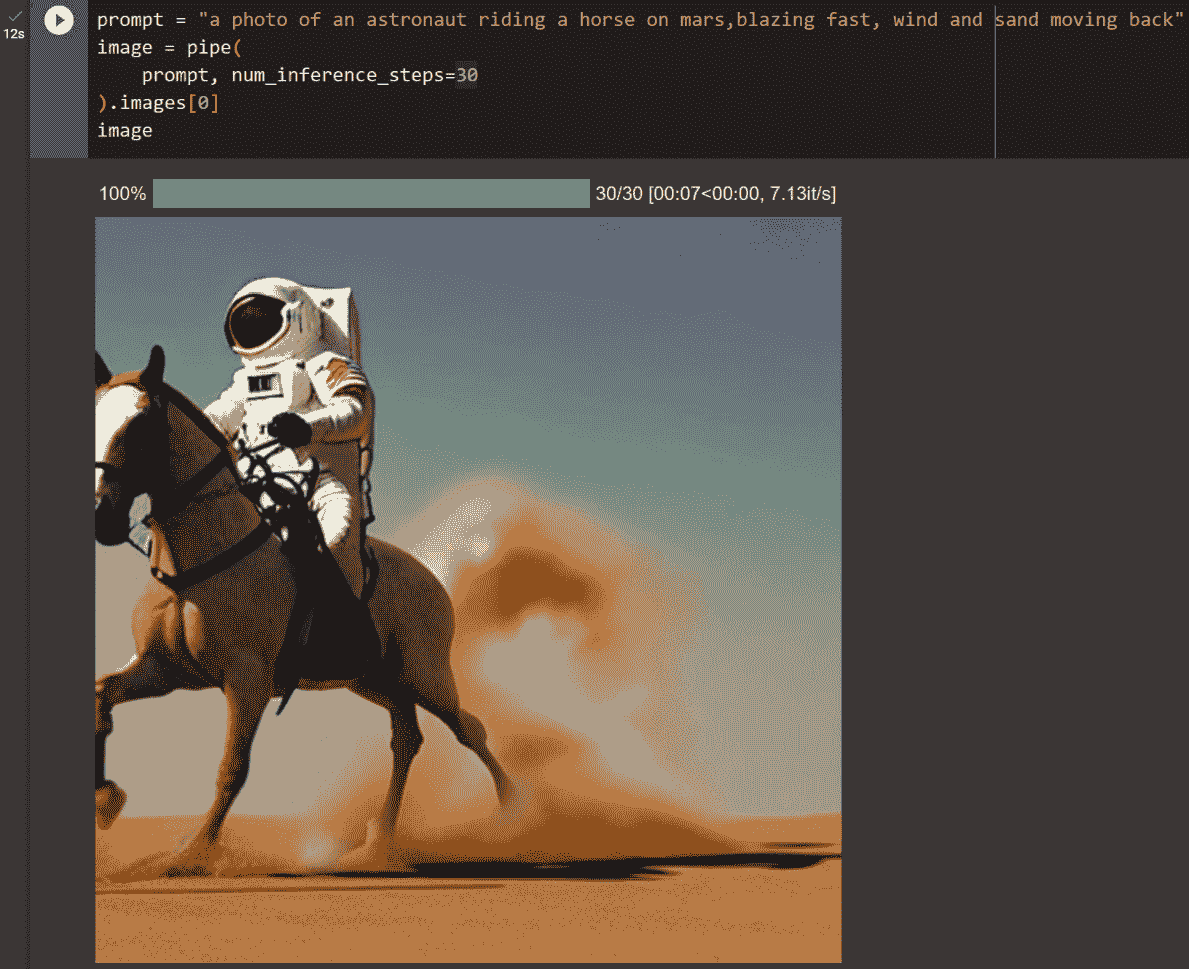 12s
prompt = "a photo of an astronaut riding a horse on mars,blazing fast, wind and sand moving back"
image = pipe(
    prompt, num_inference_steps=30
).images[0]
image
100% 30/30 [00:07<00:00, 7.13it/s]